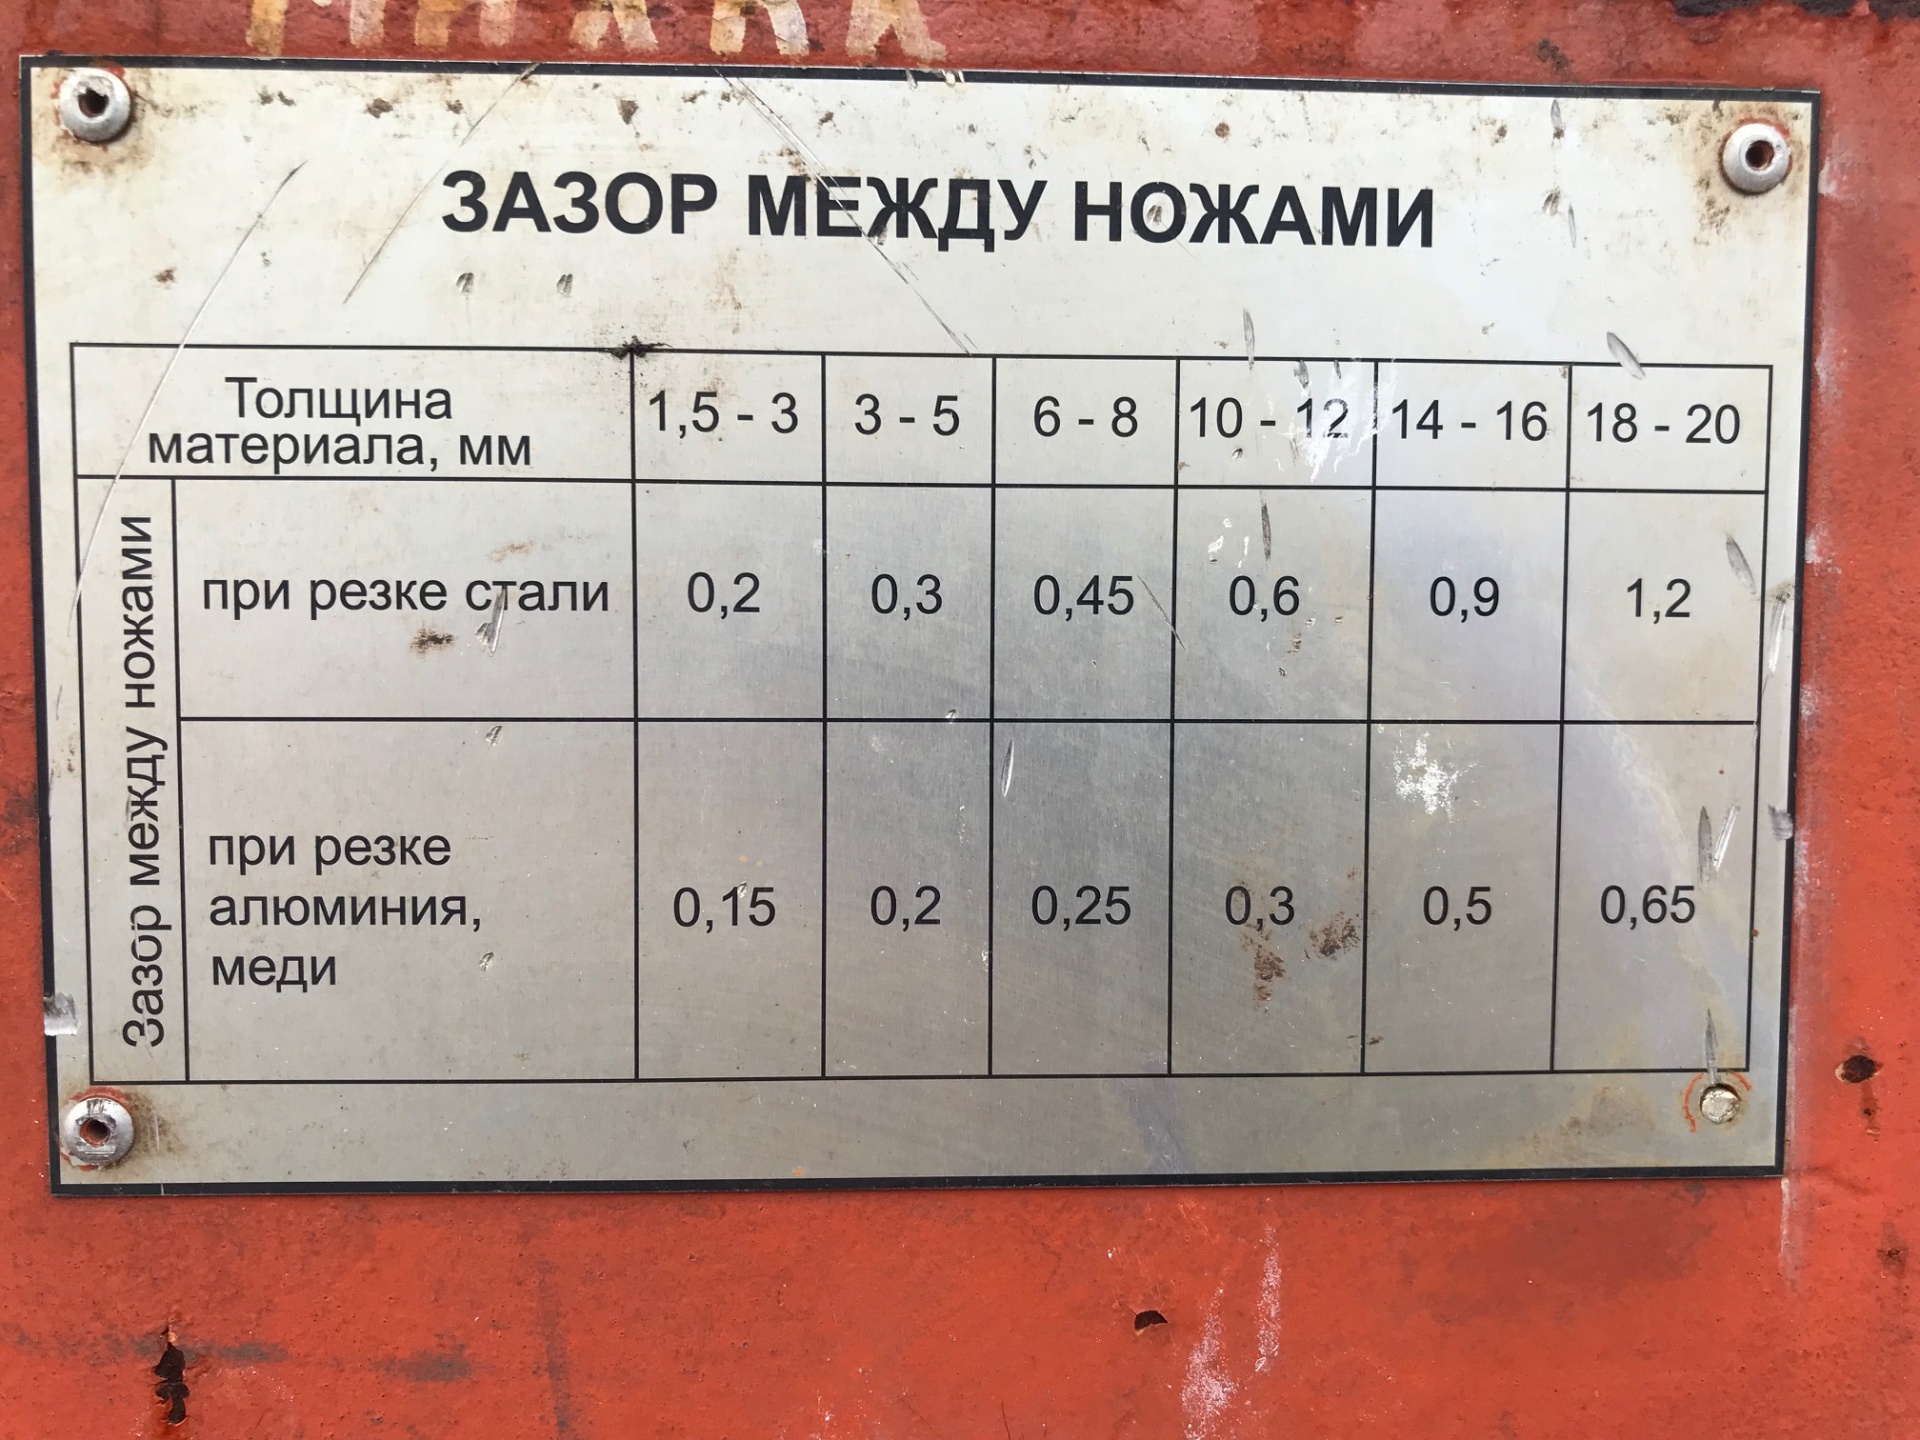 ЗАЗОР МЕЖДУ НОЖАМИ
Толщина
материала, мм
1,5 - 3
3 - 5
6 - 8
10 - 12
14 - 16
18 - 20
Зазор между ножами
при резке стали
0,2
0,3
0,45
0,6
0,9
1,2
при резке
алюминия,
меди
0,15
0,2
0,25
0,3
0,5
0,65